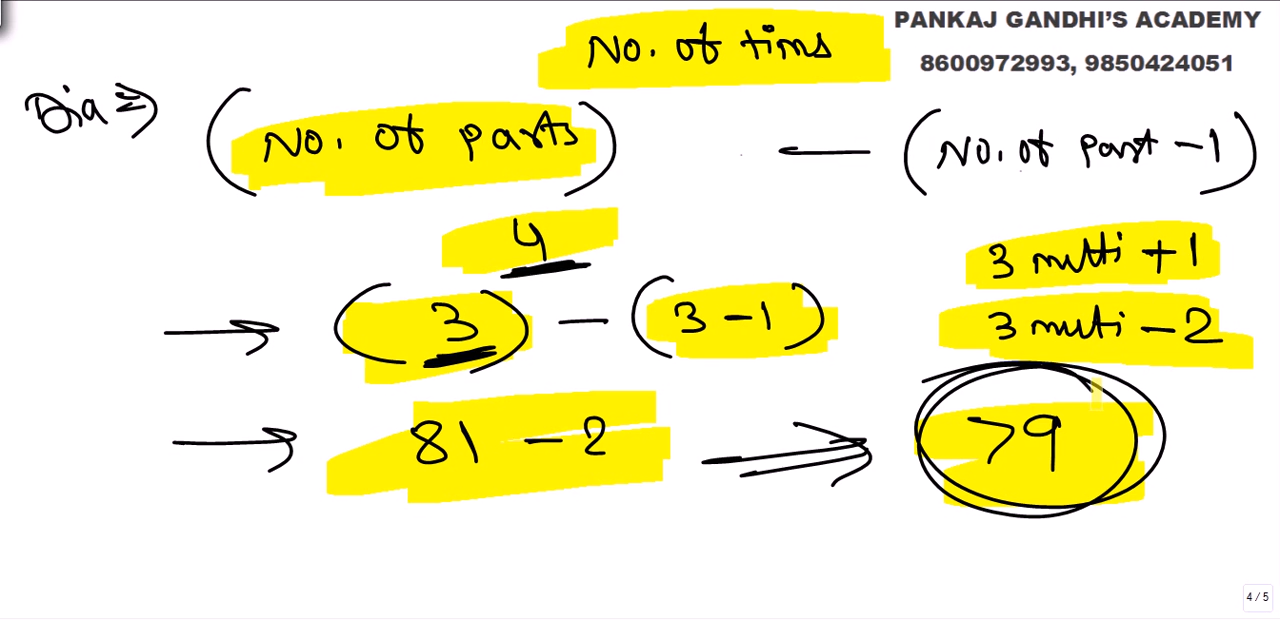 PANKAJ GANDHI'S ACADEMY
8600972993, 9850424051
No. of tims
Dia ⇒ (No. of parts) — (No. of part - 1)
4
3 multi + 1
→ (3) - (3 - 1)
3 multi - 2
→ 81 - 2 ⇒ 79
4 / 5